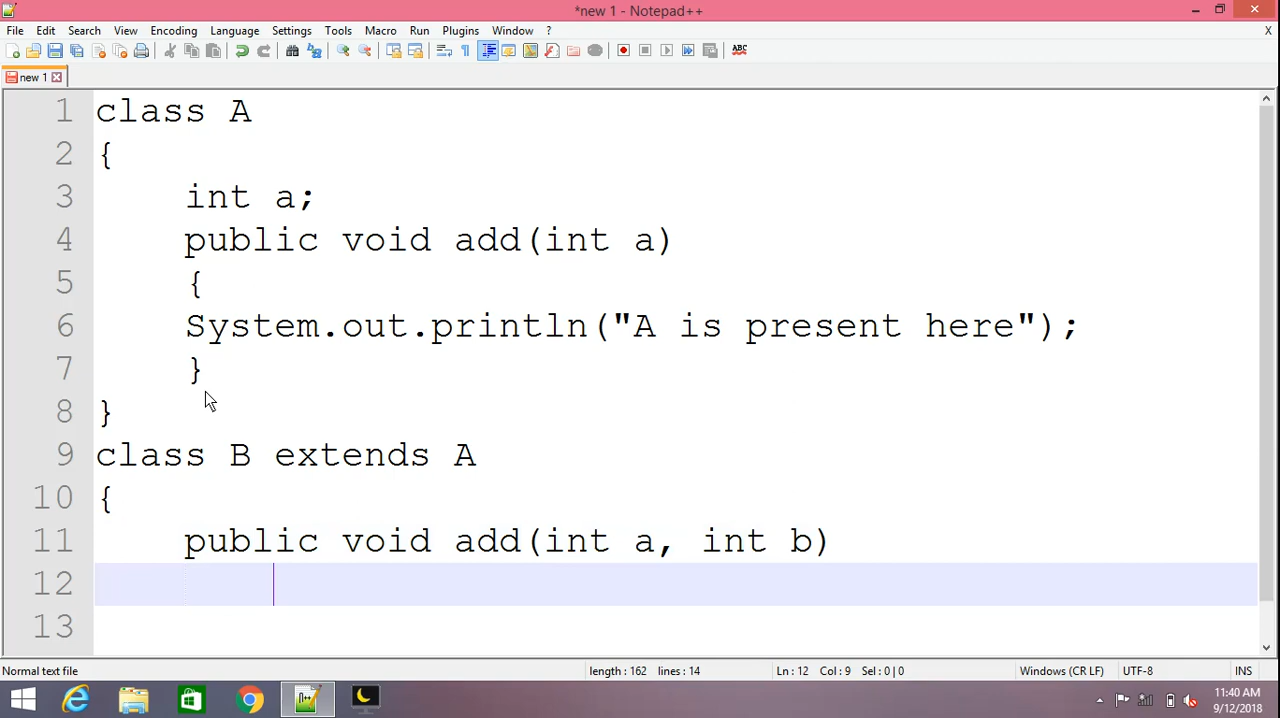 *new 1 - Notepad++
File Edit Search View Encoding Language Settings Tools Macro Run Plugins Window ? X
ABC
new 1
1 class A
2 {
3 int a;
4 public void add(int a)
5 {
6 System.out.println("A is present here");
7 }
8 }
9 class B extends A
10 {
11 public void add(int a, int b)
12
13
Normal text file length : 162 lines : 14 Ln : 12 Col : 9 Sel : 0 | 0 Windows (CR LF) UTF-8 INS
11:40 AM
9/12/2018